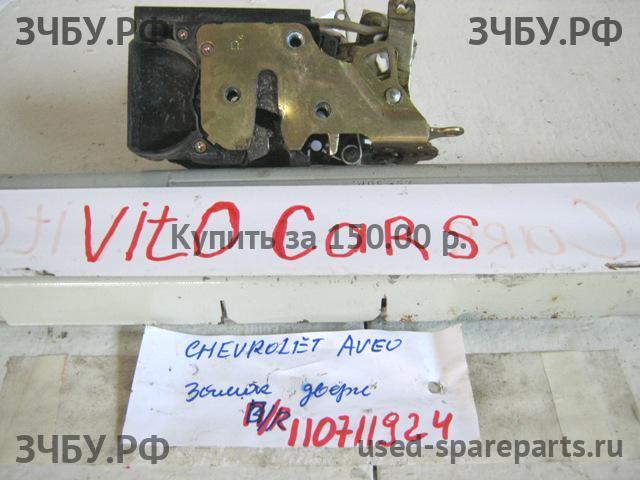 ЗЧБУ.РФ ЗЧБУ.РФ
R
VitO Cars
Купить за 150.00 р.
CHEVROLET AVEO
Замок двери
B/R
110711924
ЗЧБУ.РФ used-spareparts.ru